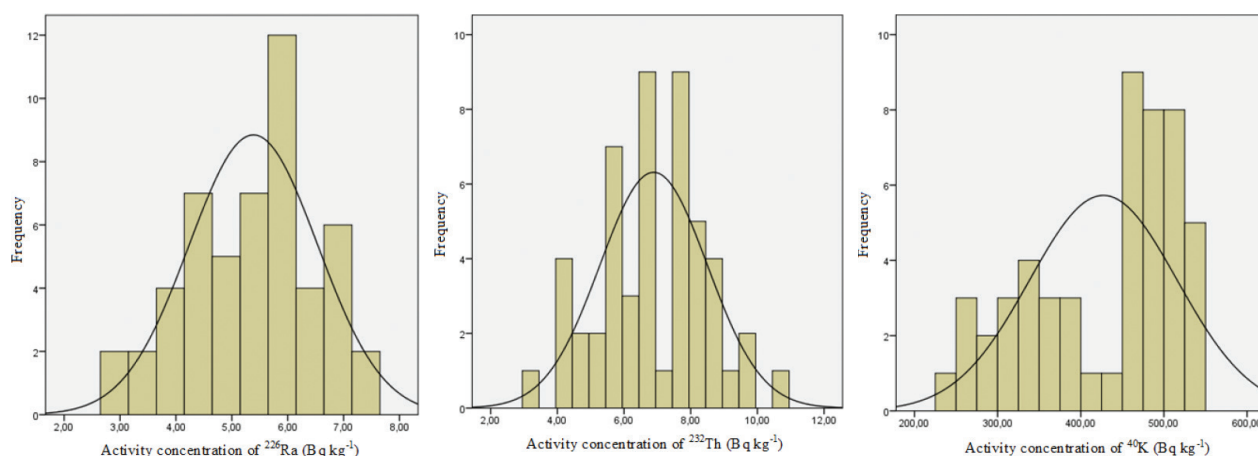 Frequency
12
10
8
6
4
2
0
2,00 3,00 4,00 5,00 6,00 7,00 8,00
Activity concentration of ²²⁶Ra (Bq kg⁻¹)
Frequency
10
8
6
4
2
0
2,00 4,00 6,00 8,00 10,00 12,00
Activity concentration of ²³²Th (Bq kg⁻¹)
Frequency
10
8
6
4
2
0
200,00 300,00 400,00 500,00 600,00
Activity concentration of ⁴⁰K (Bq kg⁻¹)